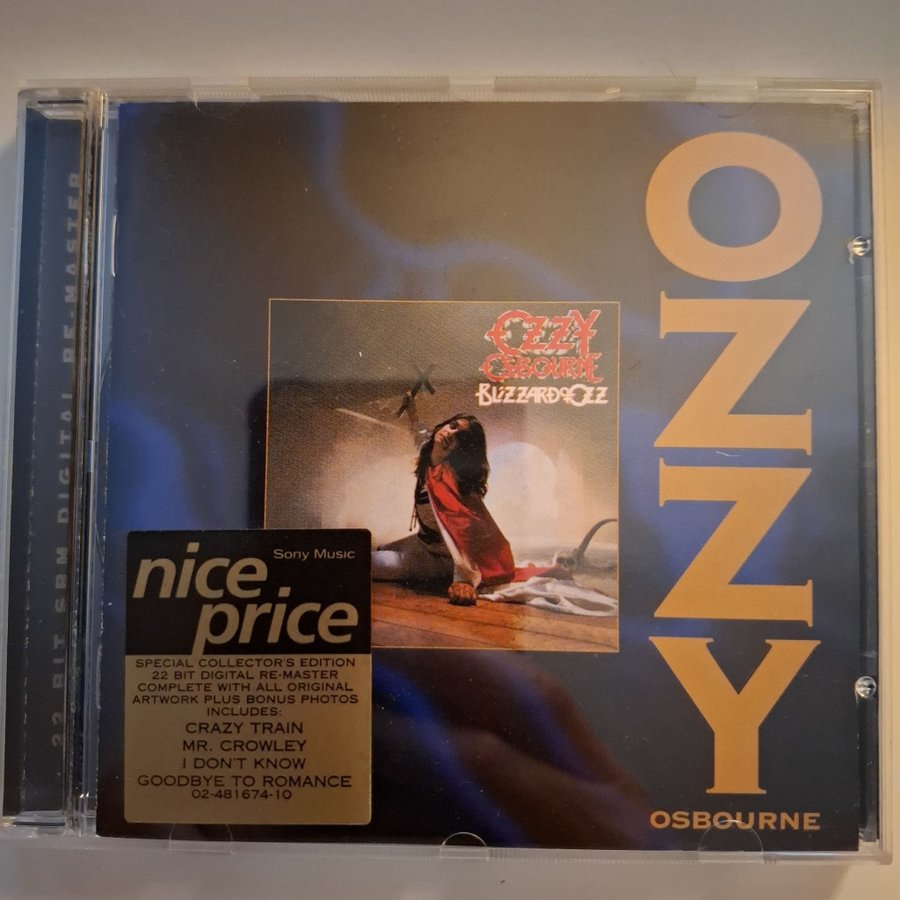 22 BIT SBM DIGITAL RE-MASTER
OZZY
OSBOURNE
OZZY
OSBOURNE
BLIZZARD OF OZZ
Sony Music
nice
price
SPECIAL COLLECTOR'S EDITION
22 BIT DIGITAL RE-MASTER
COMPLETE WITH ALL ORIGINAL
ARTWORK PLUS BONUS PHOTOS
INCLUDES:
CRAZY TRAIN
MR. CROWLEY
I DON'T KNOW
GOODBYE TO ROMANCE
02-481674-10